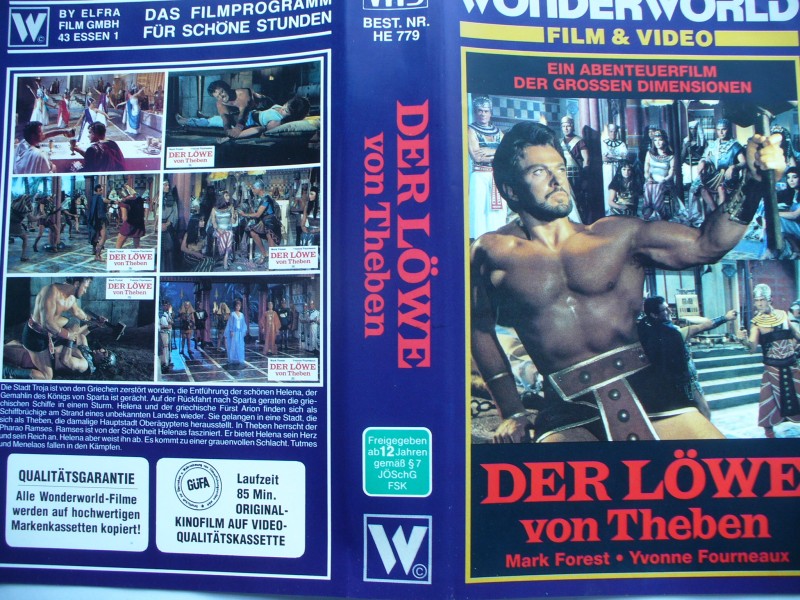 W
BY ELFRA
FILM GMBH
43 ESSEN 1
DAS FILMPROGRAMM
FÜR SCHÖNE STUNDEN
DER LÖWE
von Theben
DER LÖWE
von Theben
DER LÖWE
von Theben
DER LÖWE
von Theben
DER LÖWE
von Theben
Die Stadt Troja ist von den Griechen zerstört worden, die Entführung der schönen Helena, der
Gemahlin des Königs von Sparta ist gerächt. Auf der Rückfahrt nach Sparta geraten die grie-
chischen Schiffe in einem Sturm. Helena und der griechische Fürst Arion finden sich als
Schiffbrüchige am Strand eines unbekannten Landes wieder. Sie gelangen in eine Stadt, die
sich als Theben, die damalige Hauptstadt Oberägyptens herausstellt. In Theben herrscht der
Pharao Ramses. Ramses ist von der Schönheit Helenas fasziniert. Er bietet Helena sein Herz
und sein Reich an. Helena aber weist ihn ab. Es kommt zu einer grauenvollen Schlacht. Tutmes
und Menelaos fallen in den Kämpfen.
QUALITÄTSGARANTIE
Alle Wonderworld-Filme
werden auf hochwertigen
Markenkassetten kopiert!
GÜFA
Laufzeit
85 Min.
ORIGINAL-
KINOFILM AUF VIDEO-
QUALITÄTSKASSETTE
VHS
BEST. NR.
HE 779
DER LÖWE
von Theben
Freigegeben
ab 12 Jahren
gemäß § 7
JÖSchG
FSK
W
WONDERWORLD
FILM & VIDEO
EIN ABENTEUERFILM
DER GROSSEN DIMENSIONEN
DER LÖWE
von Theben
Mark Forest • Yvonne Fourneaux